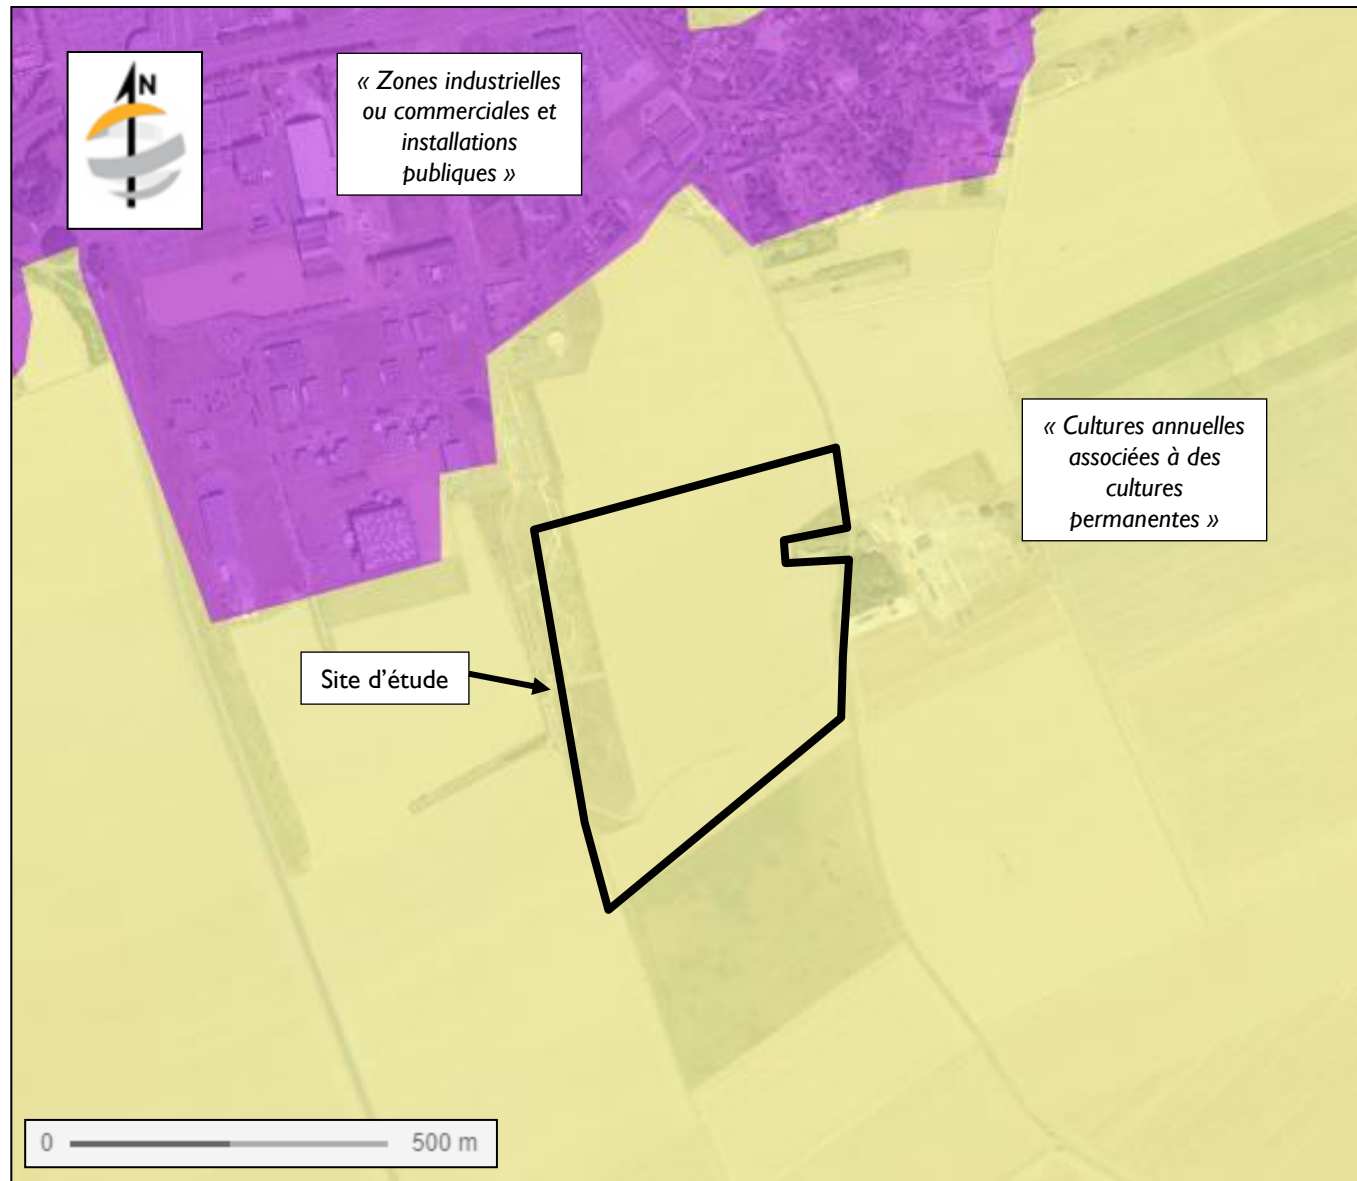 N
« Zones industrielles
ou commerciales et
installations
publiques »
« Cultures annuelles
associées à des
cultures
permanentes »
Site d’étude
0 500 m